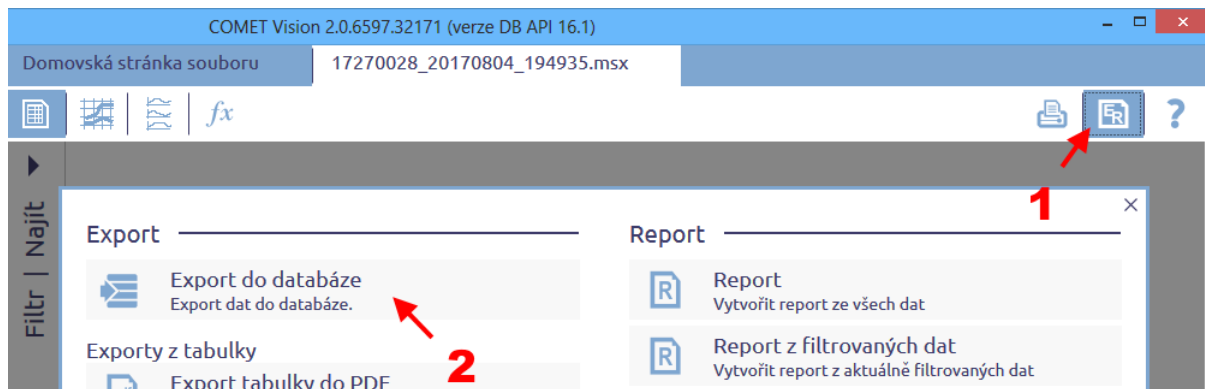 COMET Vision 2.0.6597.32171 (verze DB API 16.1)
Domovská stránka souboru
17270028_20170804_194935.msx
fx
ER
?
1
Filtr | Najít
Export
Export do databáze
Export dat do databáze.
2
Exporty z tabulky
Export tabulky do PDF
Report
R
Report
Vytvořit report ze všech dat
R
Report z filtrovaných dat
Vytvořit report z aktuálně filtrovaných dat